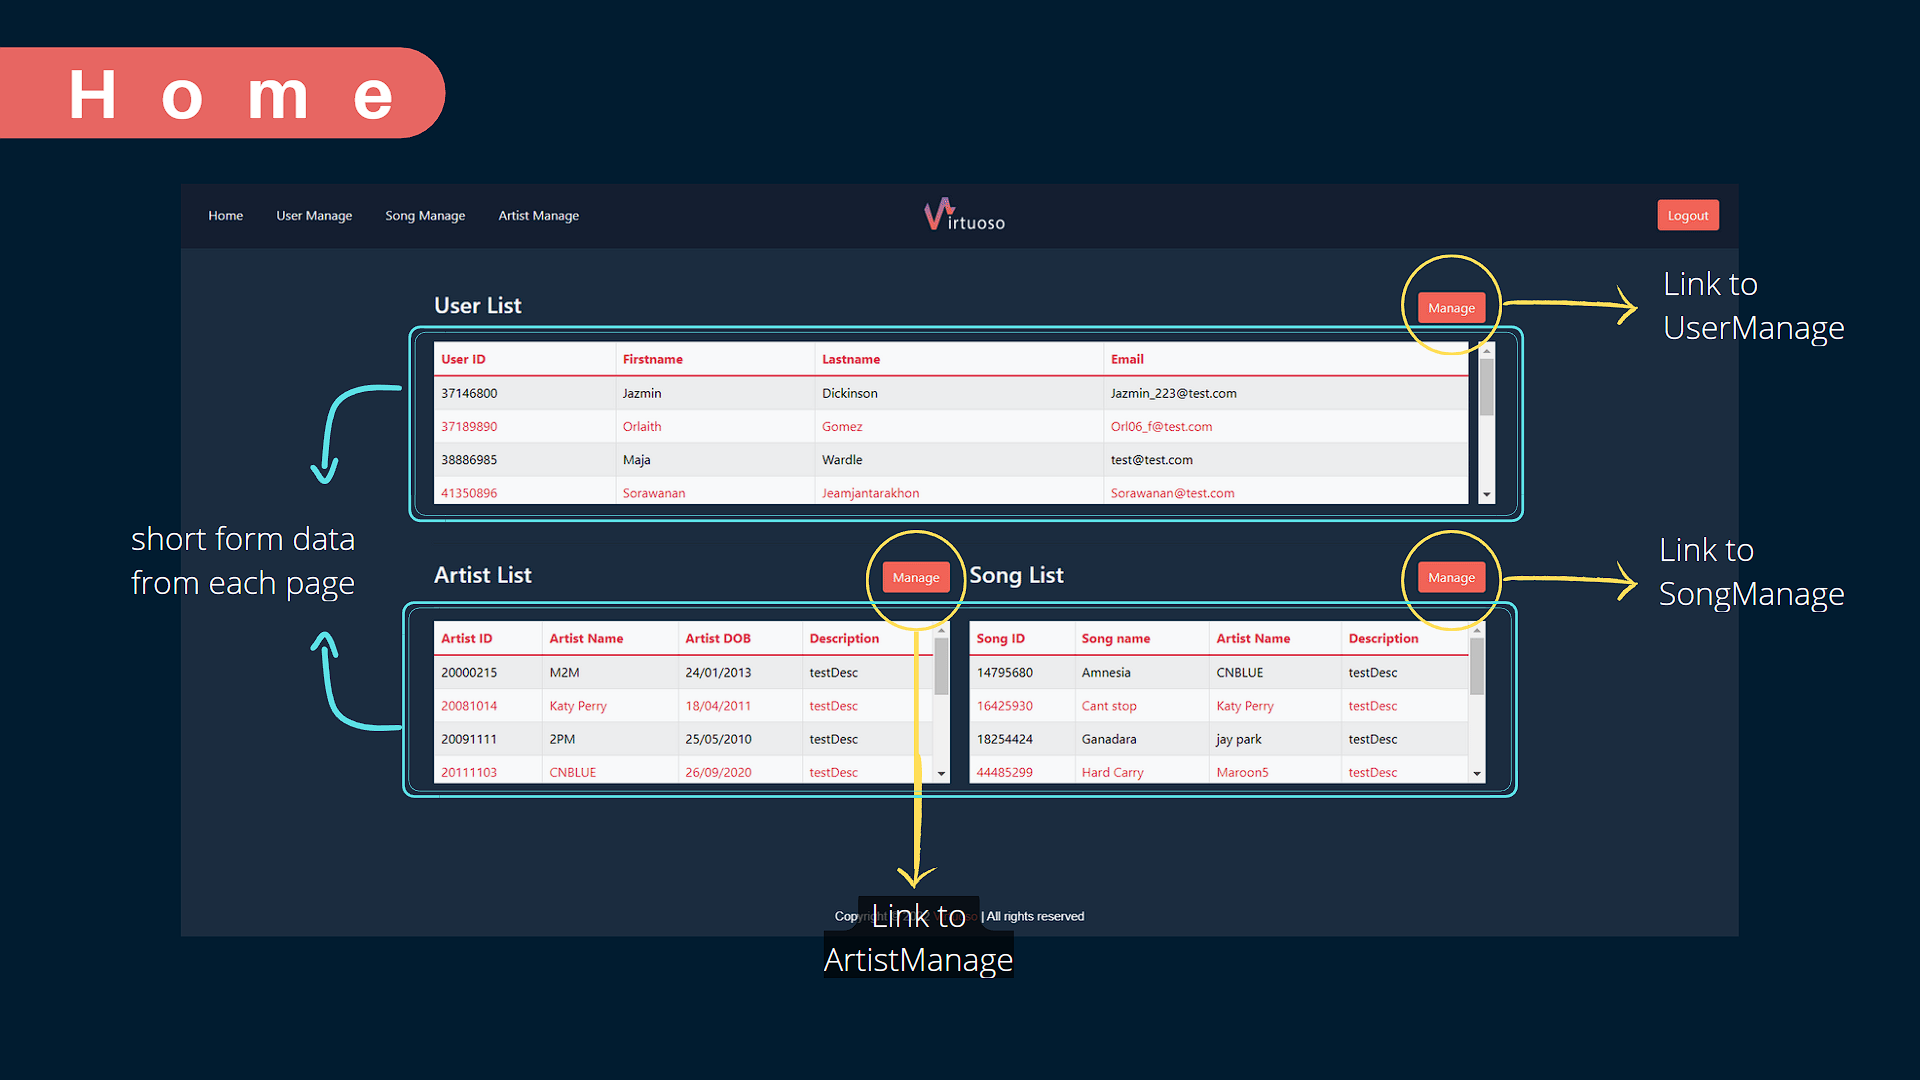 Home
Home User Manage Song Manage Artist Manage Virtuoso Logout
User List Manage
Link to
UserManage
User ID Firstname Lastname Email
37146800 Jazmin Dickinson Jazmin_223@test.com
37189890 Orlaith Gomez Orl06_f@test.com
38886985 Maja Wardle test@test.com
41350896 Sorawanan Jeamjantarakhon Sorawanan@test.com
short form data
from each page
Artist List Manage
Artist ID Artist Name Artist DOB Description
20000215 M2M 24/01/2013 testDesc
20081014 Katy Perry 18/04/2011 testDesc
20091111 2PM 25/05/2010 testDesc
20111103 CNBLUE 26/09/2020 testDesc
Song List Manage
Link to
SongManage
Song ID Song name Artist Name Description
14795680 Amnesia CNBLUE testDesc
16425930 Cant stop Katy Perry testDesc
18254424 Ganadara jay park testDesc
44485299 Hard Carry Maroon5 testDesc
Copyright © Virtuoso | All rights reserved
Link to
ArtistManage